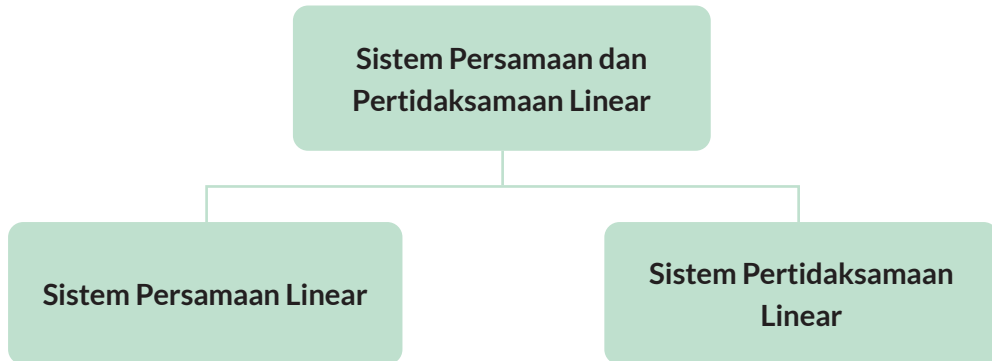 Sistem Persamaan dan
Pertidaksamaan Linear
Sistem Persamaan Linear
Sistem Pertidaksamaan
Linear